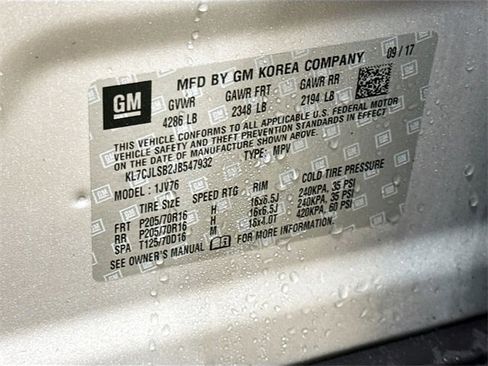 MFD BY GM KOREA COMPANY 09/17
GM
GVWR GAWR FRT GAWR RR
4286 LB 2348 LB 2194 LB
THIS VEHICLE CONFORMS TO ALL APPLICABLE U.S. FEDERAL MOTOR
VEHICLE SAFETY AND THEFT PREVENTION STANDARDS IN EFFECT
ON THE DATE OF MANUFACTURE SHOWN ABOVE.
KL7CJLSB2JB547932 TYPE: MPV
MODEL: 1JV76
TIRE SIZE SPEED RTG RIM COLD TIRE PRESSURE
FRT P205/70R16 H 16x6.5J 240KPA, 35 PSI
RR P205/70R16 H 16x6.5J 240KPA, 35 PSI
SPA T125/70D16 M 16x4.0T 420KPA, 60 PSI
SEE OWNER'S MANUAL FOR MORE INFORMATION.